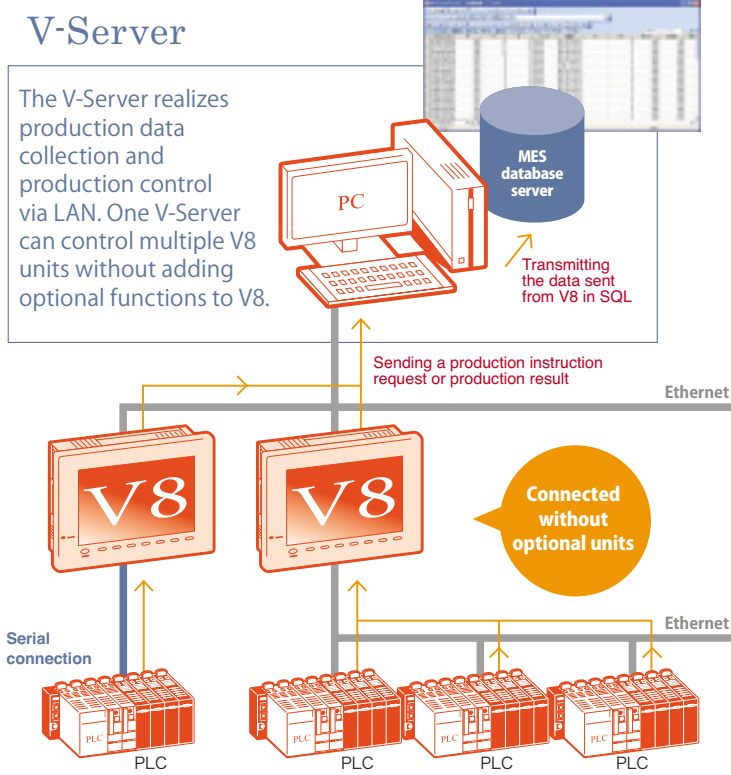 V-Server
The V-Server realizes
production data
collection and
production control
via LAN. One V-Server
can control multiple V8
units without adding
optional functions to V8.
PC
MES
database
server
Transmitting
the data sent
from V8 in SQL
Sending a production instruction
request or production result
Ethernet
V8
V8
Connected
without
optional units
Ethernet
Serial
connection
PLC
PLC
PLC
PLC
PLC
PLC
PLC
PLC